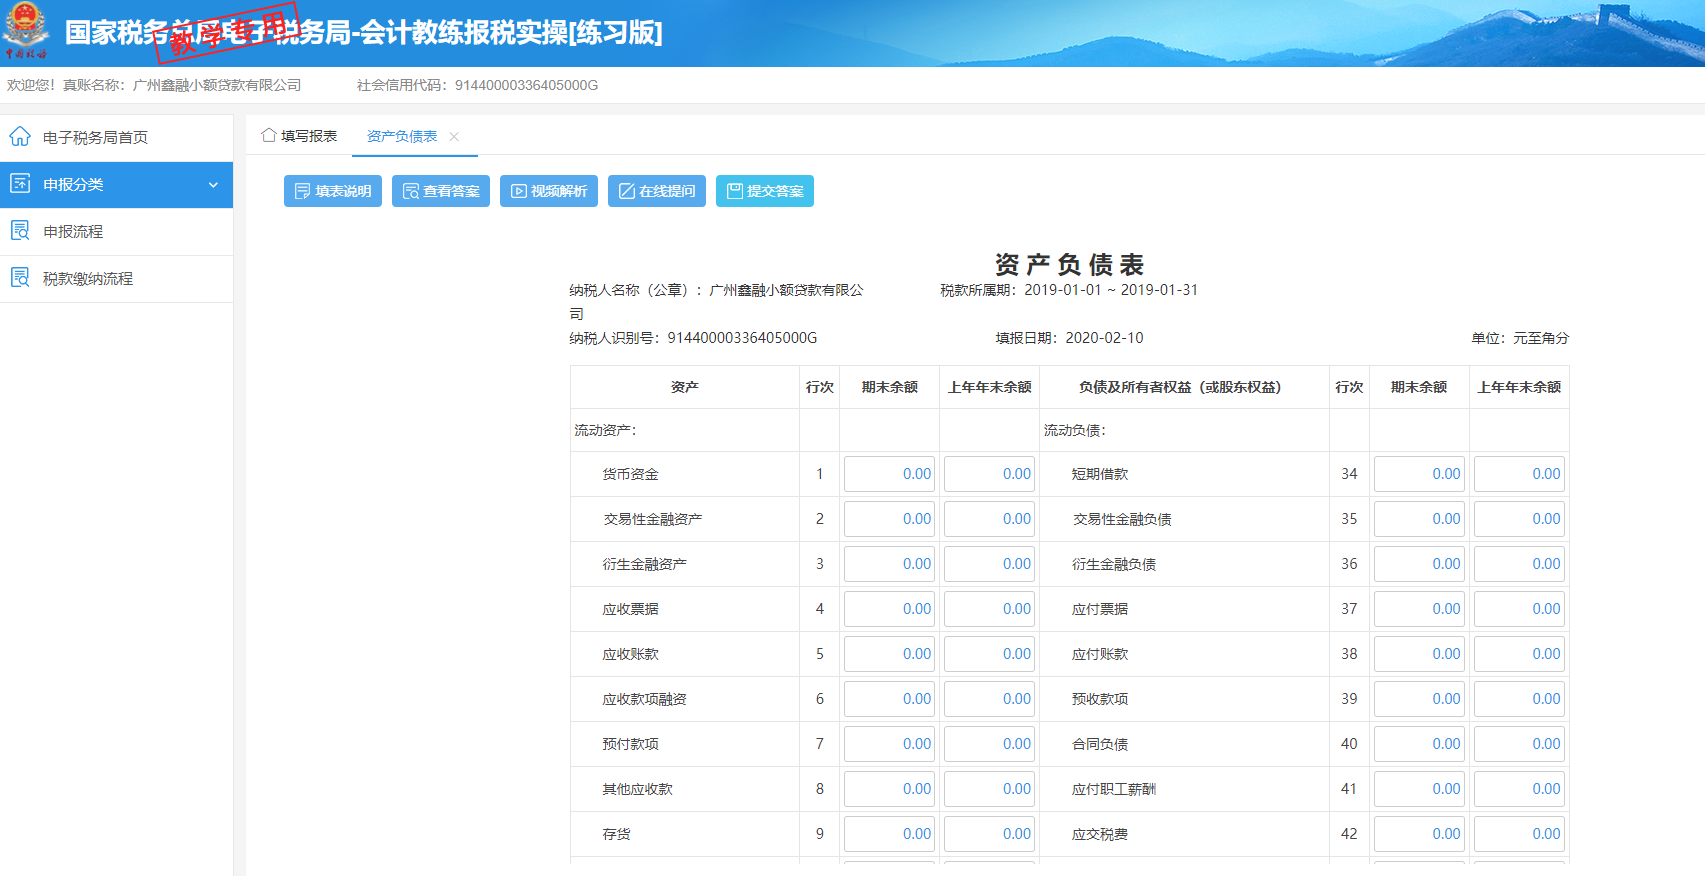 国家税务总局电子税务局-会计教练报税实操[练习版]
教学专用
中国税务
欢迎您！真账名称：广州鑫融小额贷款有限公司 社会信用代码：91440000336405000G
电子税务局首页
申报分类
申报流程
税款缴纳流程
填写报表 资产负债表
填表说明 查看答案 视频解析 在线提问 提交答案
资产负债表
纳税人名称（公章）：广州鑫融小额贷款有限公 税款所属期：2019-01-01 ~ 2019-01-31
司
纳税人识别号：91440000336405000G 填报日期：2020-02-10 单位：元至角分
资产 行次 期末余额 上年年末余额 负债及所有者权益（或股东权益） 行次 期末余额 上年年末余额
流动资产： 流动负债：
货币资金 1 0.00 0.00 短期借款 34 0.00 0.00
交易性金融资产 2 0.00 0.00 交易性金融负债 35 0.00 0.00
衍生金融资产 3 0.00 0.00 衍生金融负债 36 0.00 0.00
应收票据 4 0.00 0.00 应付票据 37 0.00 0.00
应收账款 5 0.00 0.00 应付账款 38 0.00 0.00
应收款项融资 6 0.00 0.00 预收款项 39 0.00 0.00
预付款项 7 0.00 0.00 合同负债 40 0.00 0.00
其他应收款 8 0.00 0.00 应付职工薪酬 41 0.00 0.00
存货 9 0.00 0.00 应交税费 42 0.00 0.00